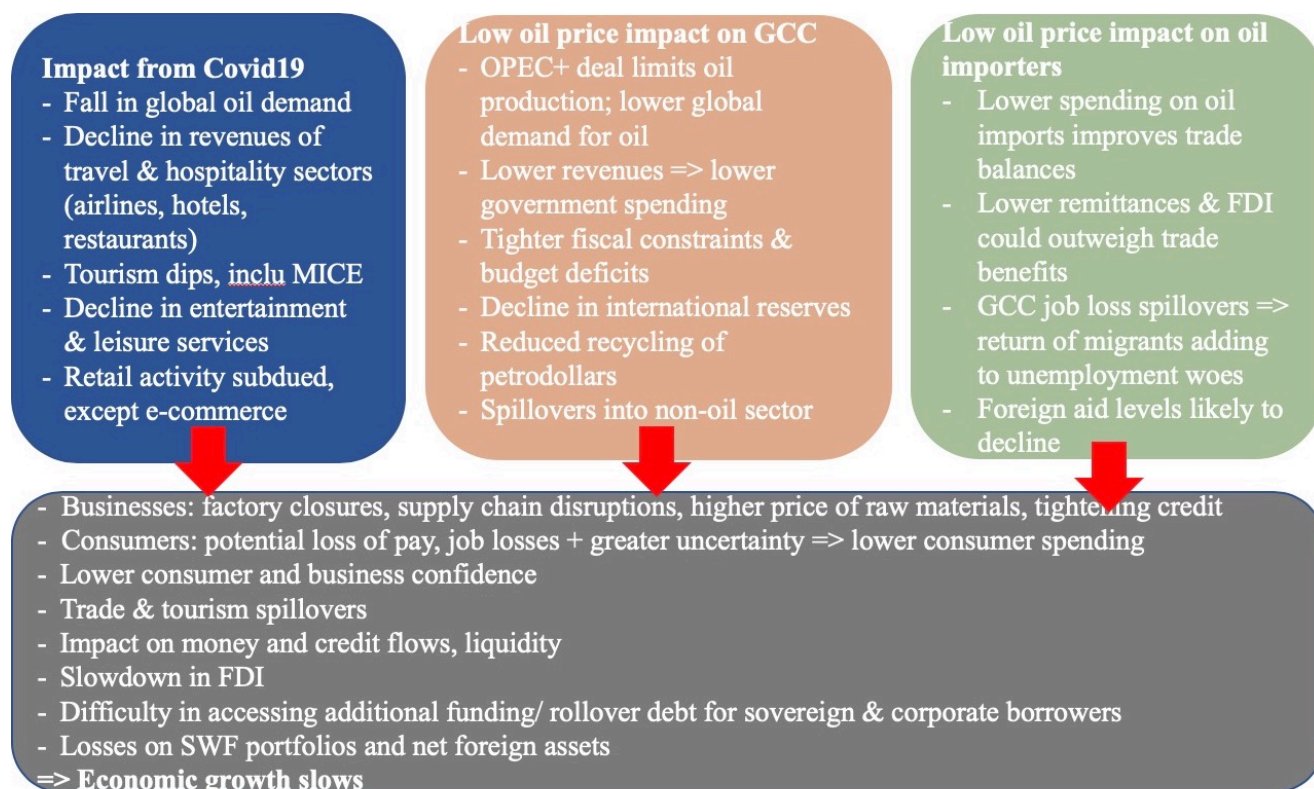 Impact from Covid19
- Fall in global oil demand
- Decline in revenues of
travel & hospitality sectors
(airlines, hotels,
restaurants)
- Tourism dips, inclu MICE
- Decline in entertainment
& leisure services
- Retail activity subdued,
except e-commerce
Low oil price impact on GCC
- OPEC+ deal limits oil
production; lower global
demand for oil
- Lower revenues => lower
government spending
- Tighter fiscal constraints &
budget deficits
- Decline in international reserves
- Reduced recycling of
petrodollars
- Spillovers into non-oil sector
Low oil price impact on oil
importers
- Lower spending on oil
imports improves trade
balances
- Lower remittances & FDI
could outweigh trade
benefits
- GCC job loss spillovers =>
return of migrants adding
to unemployment woes
- Foreign aid levels likely to
decline
- Businesses: factory closures, supply chain disruptions, higher price of raw materials, tightening credit
- Consumers: potential loss of pay, job losses + greater uncertainty => lower consumer spending
- Lower consumer and business confidence
- Trade & tourism spillovers
- Impact on money and credit flows, liquidity
- Slowdown in FDI
- Difficulty in accessing additional funding/ rollover debt for sovereign & corporate borrowers
- Losses on SWF portfolios and net foreign assets
=> Economic growth slows